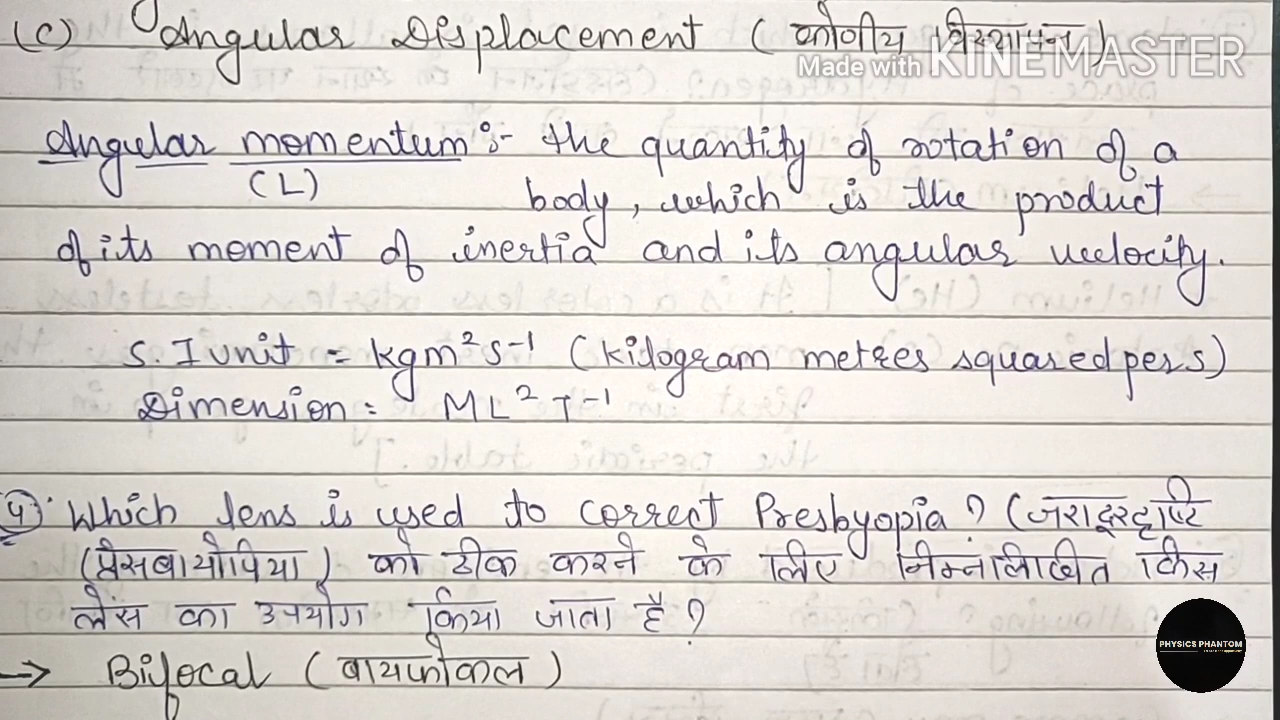 (C) Angular Displacement (कोणीय विस्थापन)
Made with KINEMASTER
Angular momentum :- the quantity of rotation of a
(L) body, which is the product
of its moment of inertia and its angular velocity.
S.I unit = kgm²s⁻¹ (kilogram metres squared per s)
Dimension = ML²T⁻¹
Which lens is used to correct Presbyopia? (जरादूरदृष्टि
(प्रेसबायोपिया) को ठीक करने के लिए निम्नलिखित किस
लेंस का उपयोग किया जाता है?
→ Bifocal (बायफोकल)
PHYSICS PHANTOM